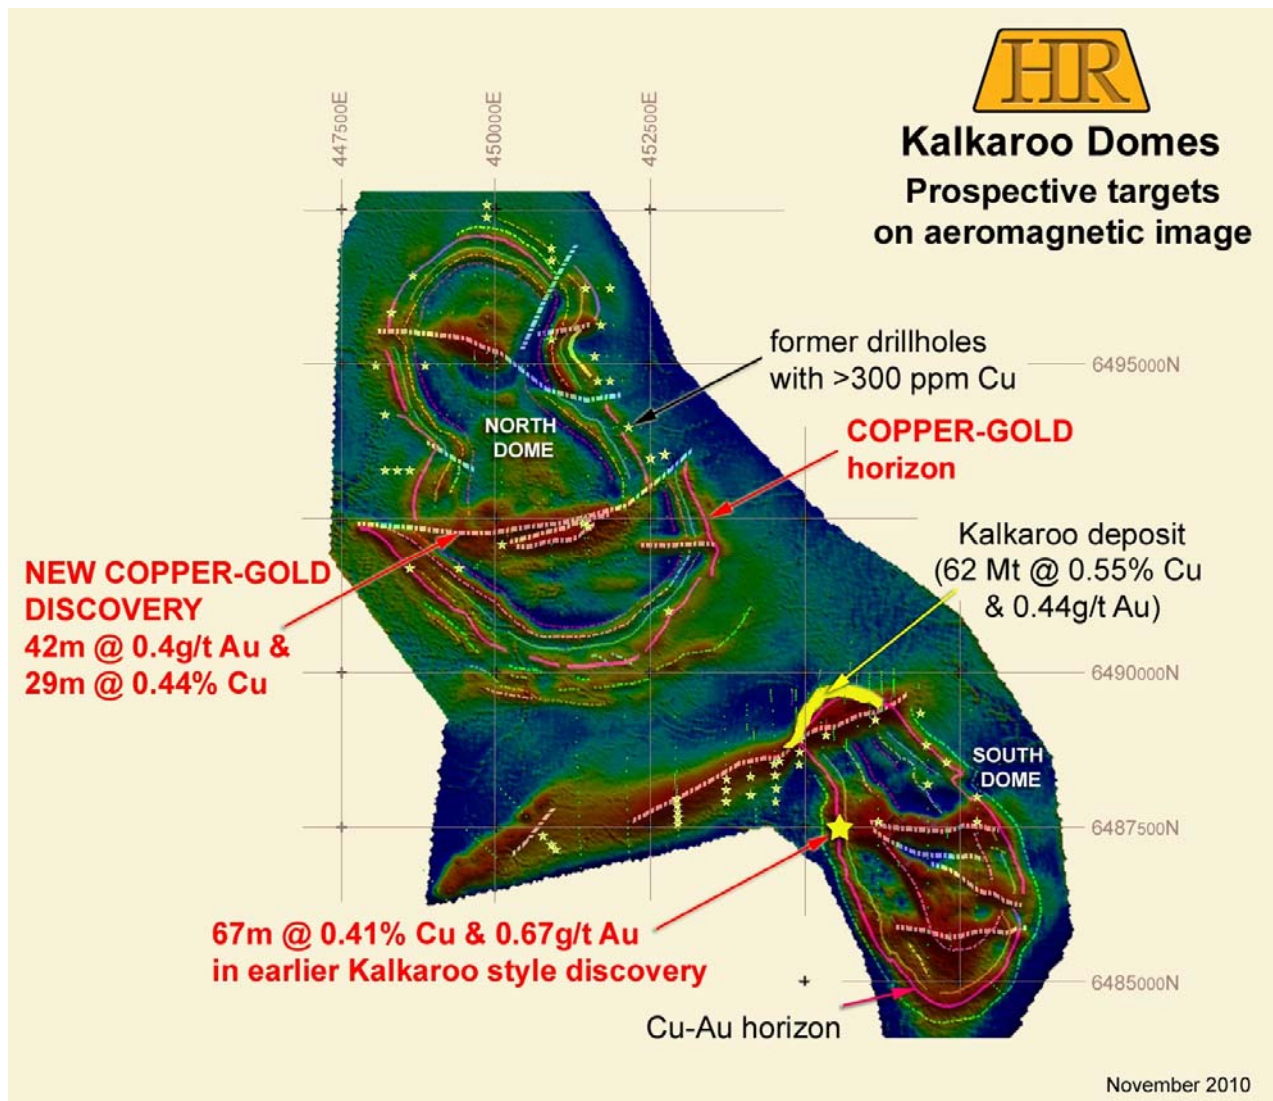 HR
Kalkaroo Domes
Prospective targets
on aeromagnetic image
447500E
450000E
452500E
former drillholes
with >300 ppm Cu
6495000N
COPPER-GOLD
horizon
NORTH
DOME
Kalkaroo deposit
(62 Mt @ 0.55% Cu
& 0.44g/t Au)
NEW COPPER-GOLD
DISCOVERY
42m @ 0.4g/t Au &
29m @ 0.44% Cu
6490000N
SOUTH
DOME
6487500N
67m @ 0.41% Cu & 0.67g/t Au
in earlier Kalkaroo style discovery
6485000N
Cu-Au horizon
November 2010